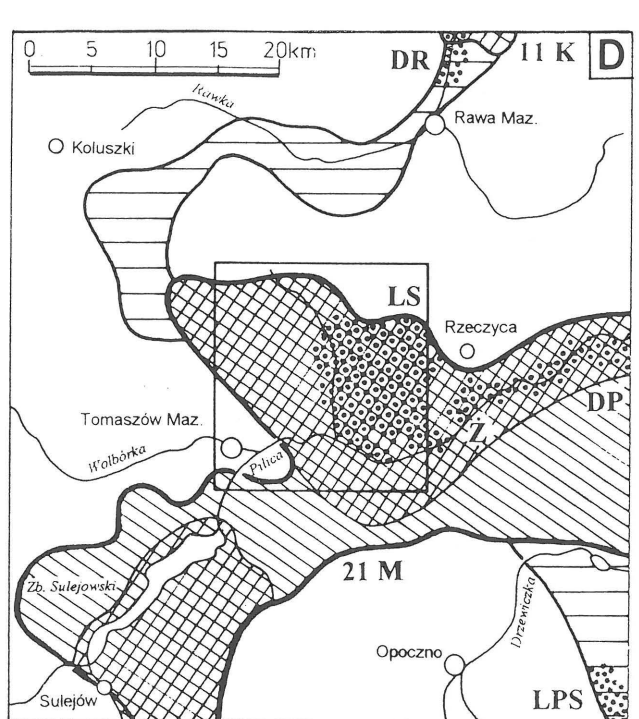 0 5 10 15 20km
DR
11 K
D
Rawka
Rawa Maz.
Koluszki
LS
Rzeczyca
DP
Tomaszów Maz.
Ż
Wolbórka
Pilica
21 M
Zb. Sulejowski
Drzewiczka
Opoczno
Sulejów
LPS